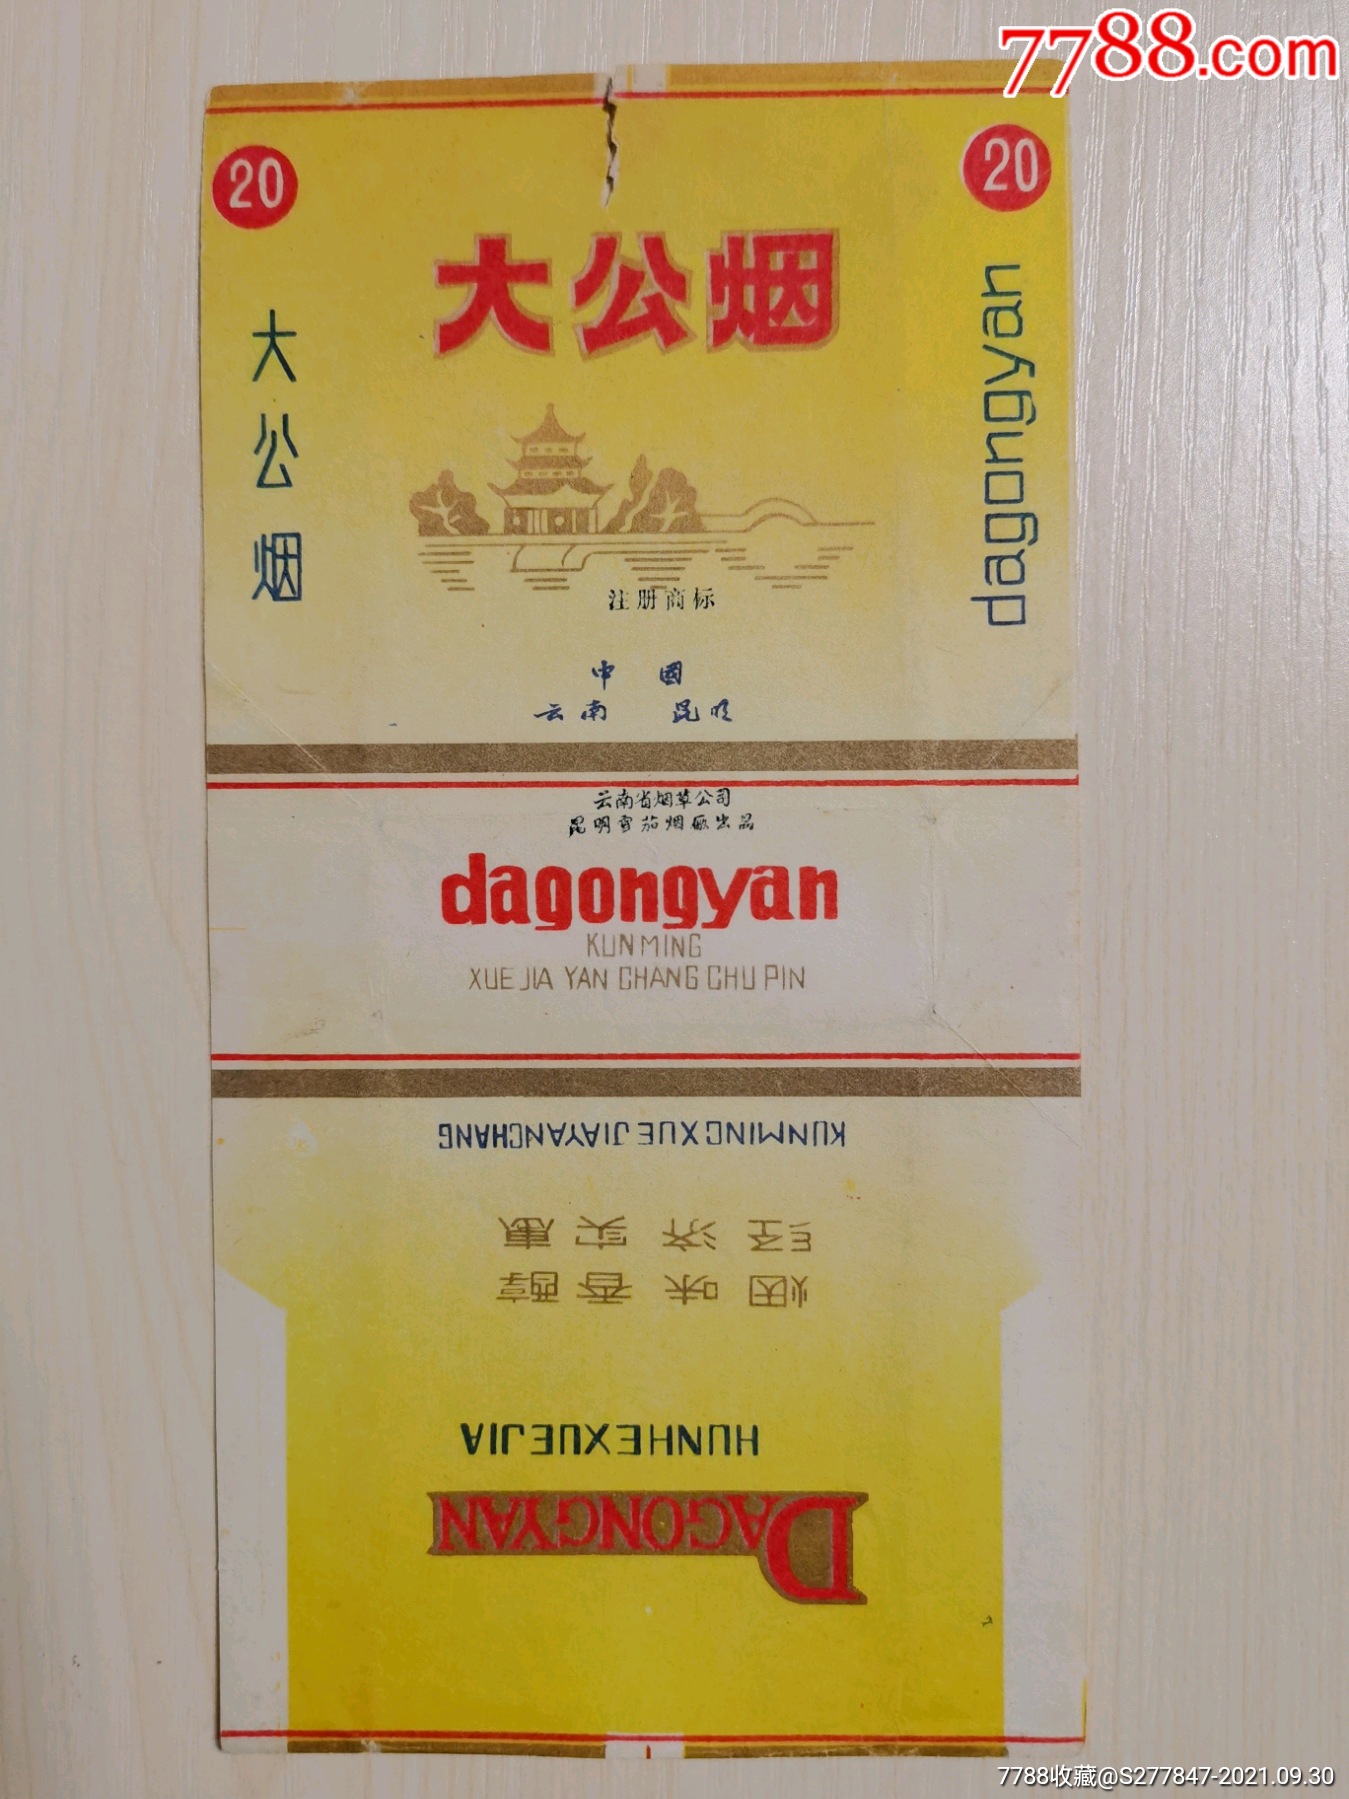 7788.com
20
20
大公烟
大公烟
dagongyan
注册商标
中 國
云南 昆明
云南省烟草公司
昆明雪茄烟厰出品
dagongyan
KUNMING
XUE JIA YAN CHANG CHU PIN
DAGONGYAN
HUNHEXUEJIA
烟味香醇
经济实惠
KUNMING XUE JIAYANCHANG
7788收藏@S277847-2021.09.30